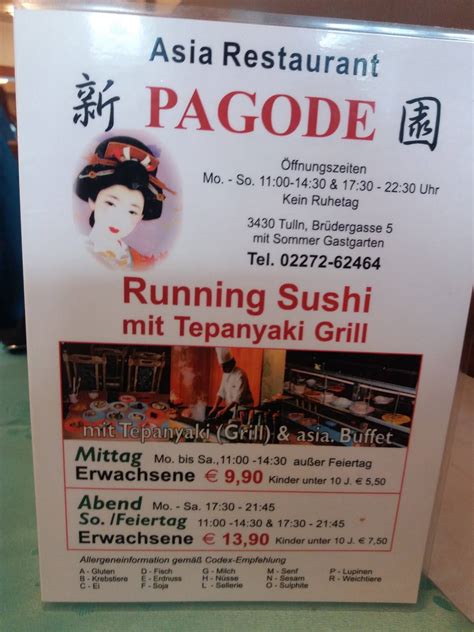 Asia Restaurant
新 PAGODE 園
Öffnungszeiten
Mo. - So. 11:00-14:30 & 17:30 - 22:30 Uhr
Kein Ruhetag
3430 Tulln, Brüdergasse 5
mit Sommer Gastgarten
Tel. 02272-62464
Running Sushi
mit Tepanyaki Grill
mit Tepanyaki (Grill) & asia. Buffet
Mittag Mo. bis Sa.,11:00 -14:30 außer Feiertag
Erwachsene € 9,90 Kinder unter 10 J. € 5,50
Abend Mo. - Sa. 17:30 - 21:45
So. /Feiertag 11:00 -14:30 & 17:30 - 21:45
Erwachsene € 13,90 Kinder unter 10 J. € 7,50
Allergeneinformation gemäß Codex-Empfehlung
A - Gluten D - Fisch G - Milch M - Senf P - Lupinen
B - Krebstiere E - Erdnuss H - Nüsse N - Sesam R - Weichtiere
C - Ei F - Soja L - Sellerie O - Sulphite